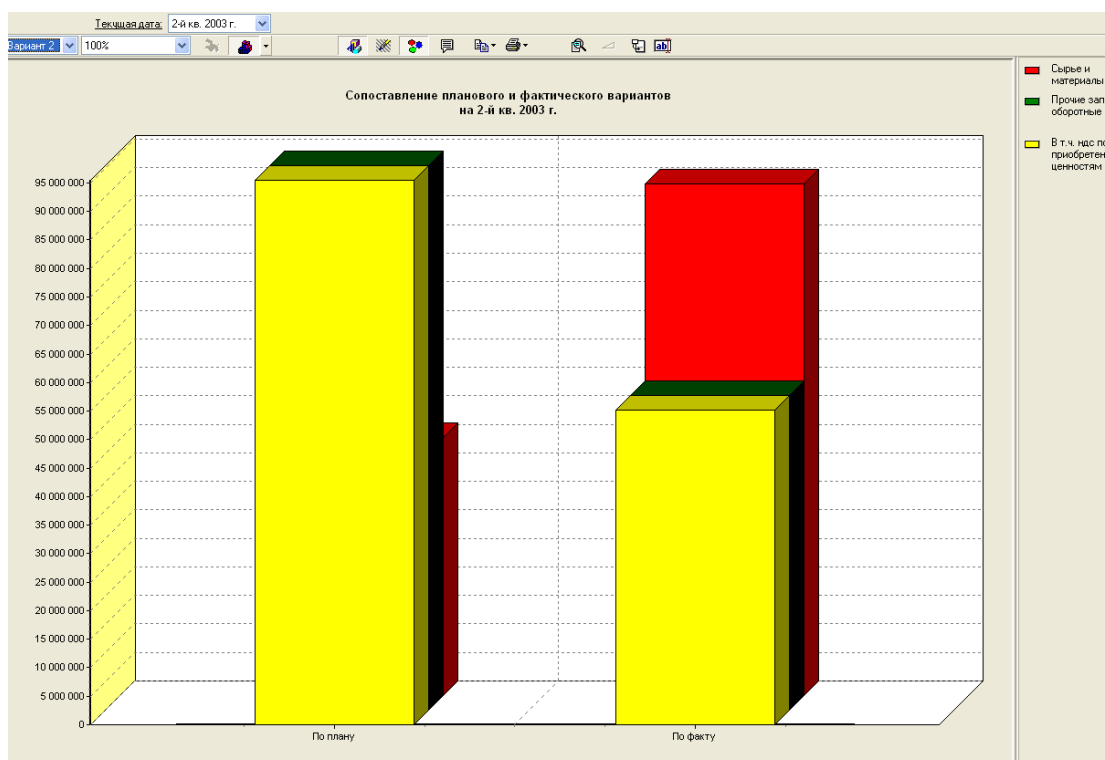 Текущая дата: 2-й кв. 2003 г.
Вариант 2 100%
ab
Сопоставление планового и фактического вариантов
на 2-й кв. 2003 г.
95 000 000
90 000 000
85 000 000
80 000 000
75 000 000
70 000 000
65 000 000
60 000 000
55 000 000
50 000 000
45 000 000
40 000 000
35 000 000
30 000 000
25 000 000
20 000 000
15 000 000
10 000 000
5 000 000
0
По плану По факту
Сырье и
материалы
Прочие зап
оборотные
В т.ч. ндс по
приобретен
ценностям